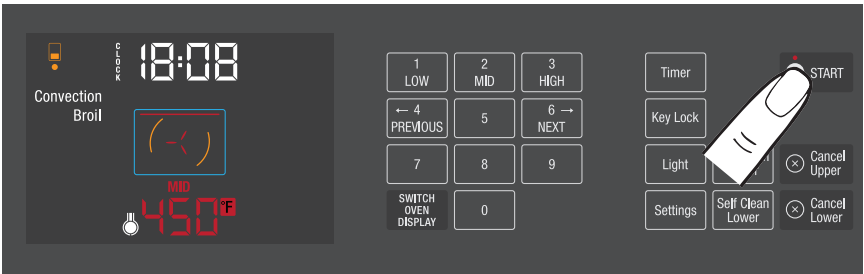 CLOCK
18:08
Convection
Broil
MID
450°F
1
LOW
2
MID
3
HIGH
← 4
PREVIOUS
5
6 →
NEXT
7
8
9
SWITCH
OVEN
DISPLAY
0
Timer
START
Key Lock
Light
Cancel
Upper
Settings
Self Clean
Lower
Cancel
Lower